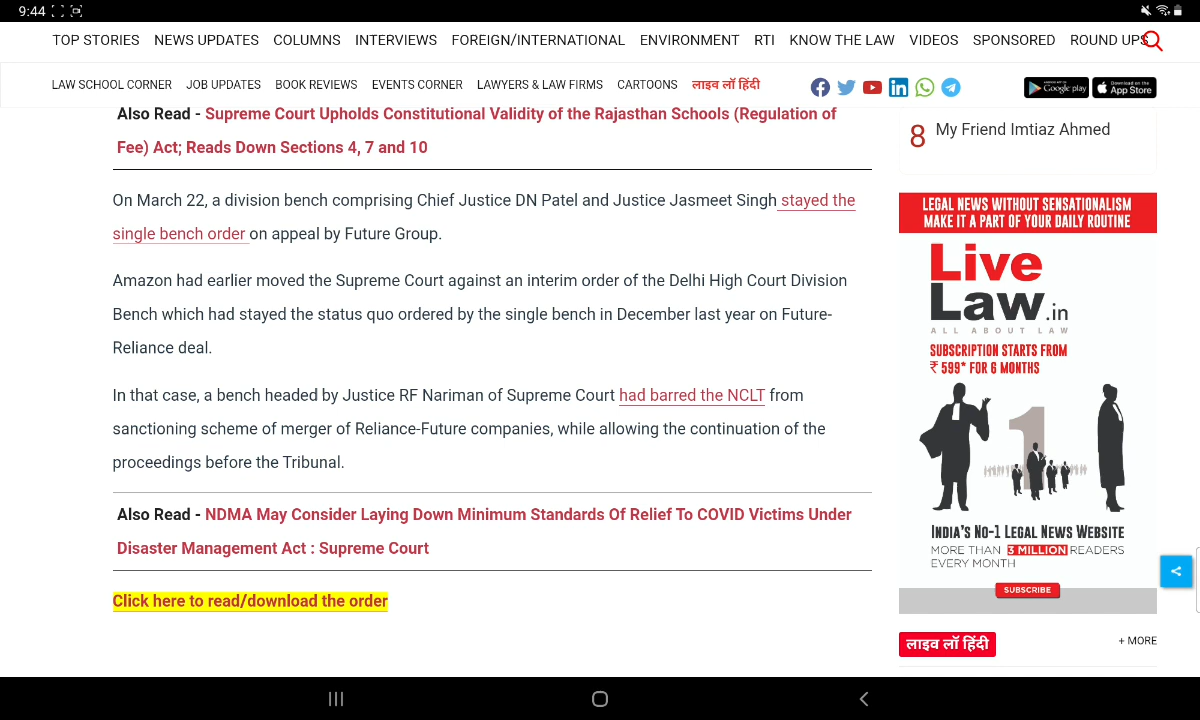 9:44
TOP STORIES NEWS UPDATES COLUMNS INTERVIEWS FOREIGN/INTERNATIONAL ENVIRONMENT RTI KNOW THE LAW VIDEOS SPONSORED ROUND UPS
LAW SCHOOL CORNER JOB UPDATES BOOK REVIEWS EVENTS CORNER LAWYERS & LAW FIRMS CARTOONS लाइव लॉ हिंदी
Google play
Download on the
App Store
Also Read - Supreme Court Upholds Constitutional Validity of the Rajasthan Schools (Regulation of
Fee) Act; Reads Down Sections 4, 7 and 10
On March 22, a division bench comprising Chief Justice DN Patel and Justice Jasmeet Singh stayed the
single bench order on appeal by Future Group.
Amazon had earlier moved the Supreme Court against an interim order of the Delhi High Court Division
Bench which had stayed the status quo ordered by the single bench in December last year on Future-
Reliance deal.
In that case, a bench headed by Justice RF Nariman of Supreme Court had barred the NCLT from
sanctioning scheme of merger of Reliance-Future companies, while allowing the continuation of the
proceedings before the Tribunal.
Also Read - NDMA May Consider Laying Down Minimum Standards Of Relief To COVID Victims Under
Disaster Management Act : Supreme Court
Click here to read/download the order
8 My Friend Imtiaz Ahmed
LEGAL NEWS WITHOUT SENSATIONALISM
MAKE IT A PART OF YOUR DAILY ROUTINE
Live
Law.in
ALL ABOUT LAW
SUBSCRIPTION STARTS FROM
₹ 599* FOR 6 MONTHS
1
INDIA'S NO-1 LEGAL NEWS WEBSITE
MORE THAN 3 MILLION READERS
EVERY MONTH
SUBSCRIBE
लाइव लॉ हिंदी + MORE